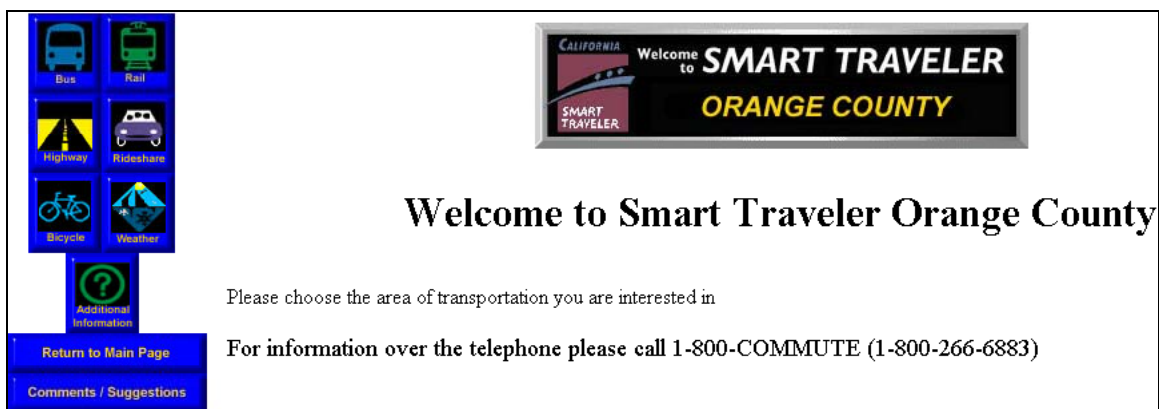 Bus
Rail
Highway
Rideshare
Bicycle
Weather
Additional
Information
Return to Main Page
Comments / Suggestions
CALIFORNIA
SMART
TRAVELER
Welcome to SMART TRAVELER
ORANGE COUNTY
Welcome to Smart Traveler Orange County
Please choose the area of transportation you are interested in
For information over the telephone please call 1-800-COMMUTE (1-800-266-6883)